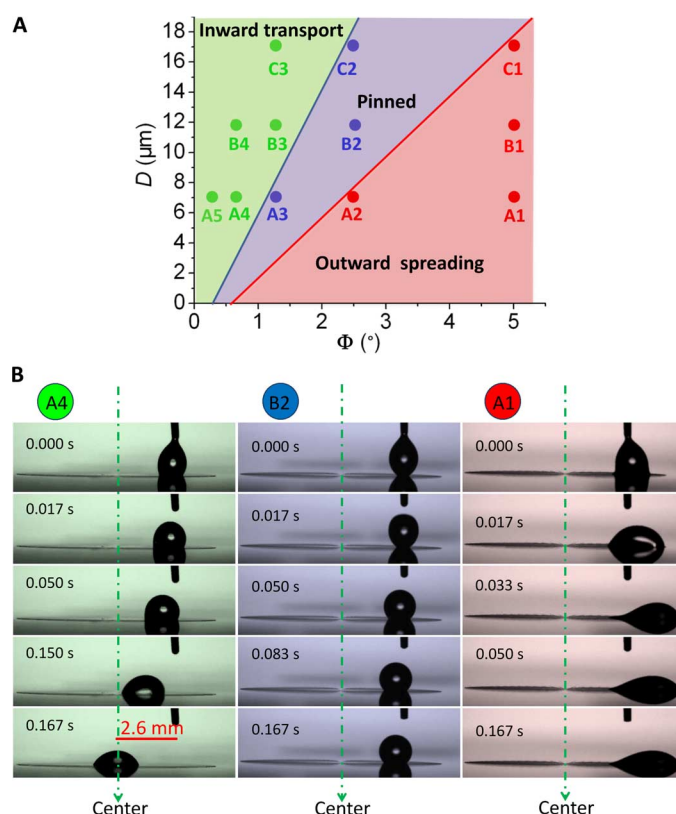 A
Inward transport
Pinned
Outward spreading
C3
C2
C1
B4
B3
B2
B1
A5
A4
A3
A2
A1
D (μm)
18
16
14
12
10
8
6
4
2
0
0
1
2
3
4
5
Φ (°)
B
A4
B2
A1
0.000 s
0.000 s
0.000 s
0.017 s
0.017 s
0.017 s
0.050 s
0.050 s
0.033 s
0.150 s
0.083 s
0.050 s
0.167 s
2.6 mm
0.167 s
0.167 s
Center
Center
Center